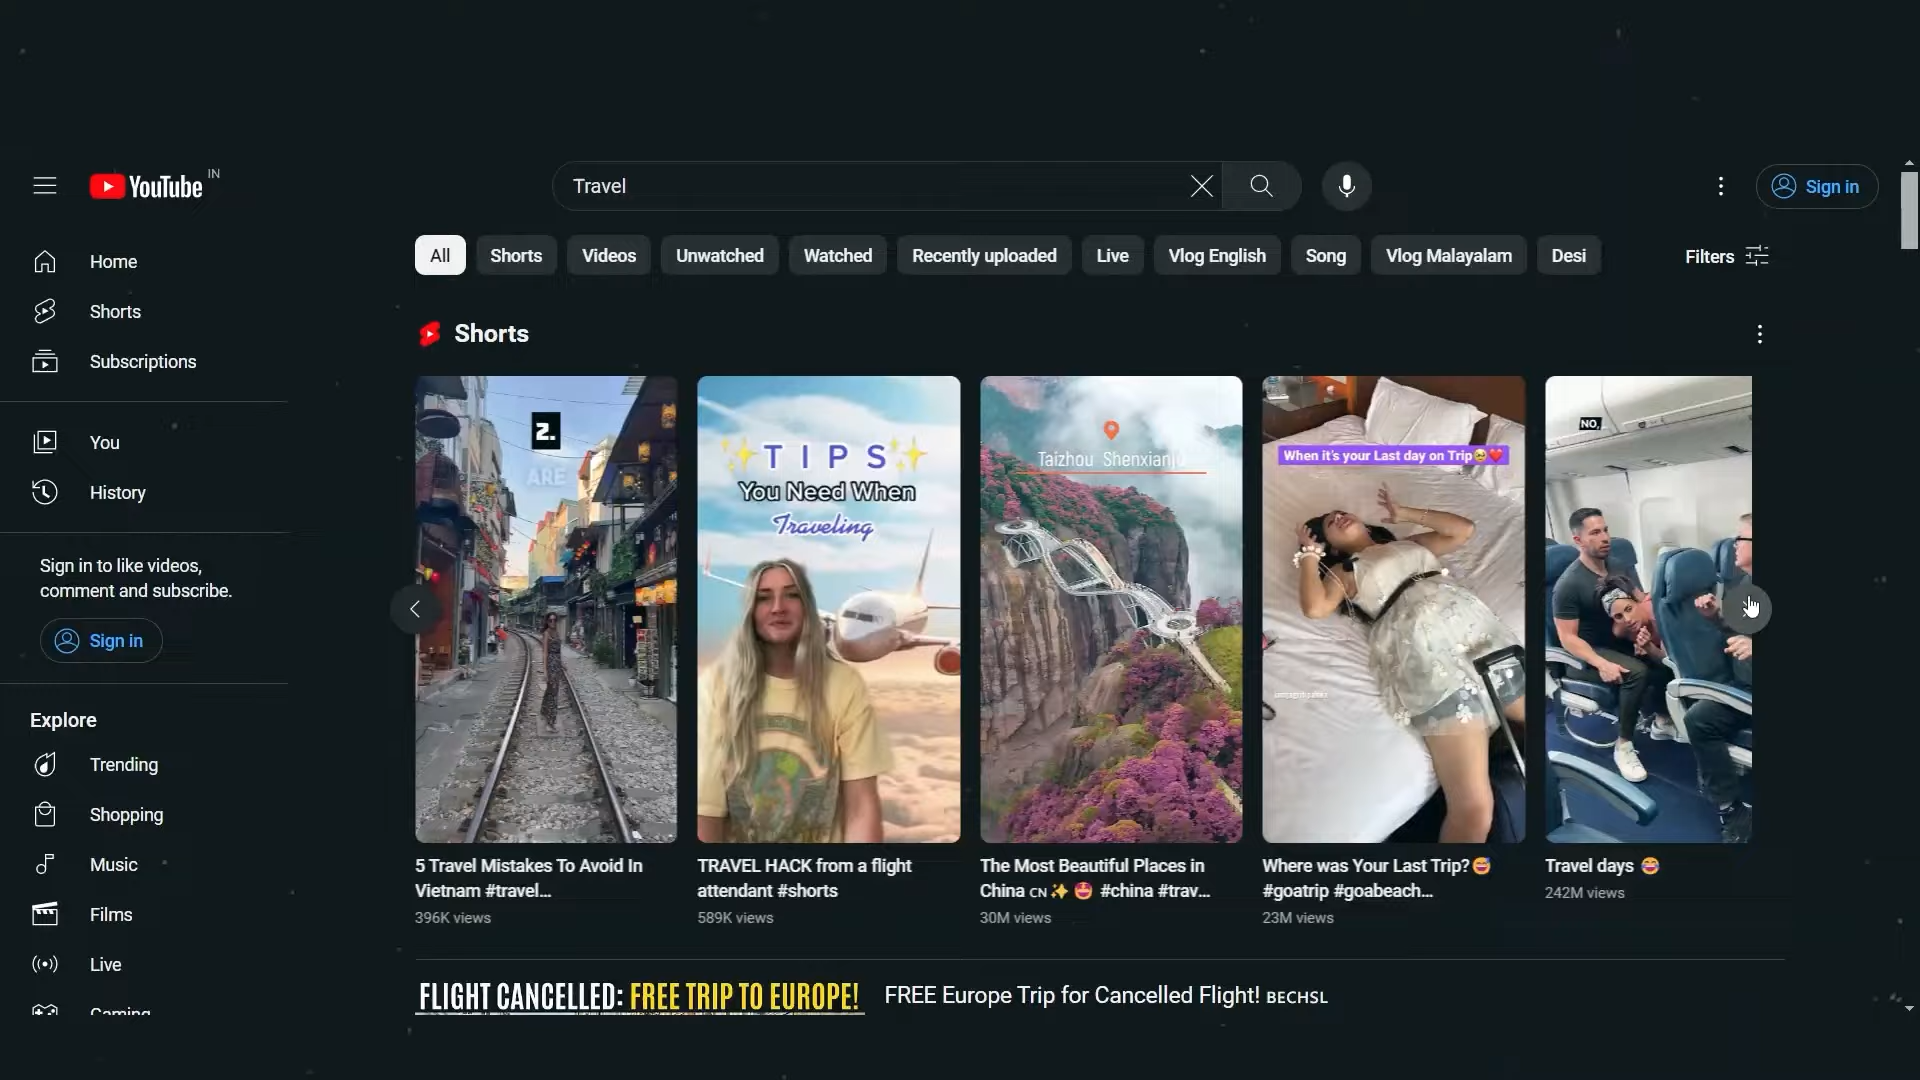 YouTube IN
Travel
Sign in
All
Shorts
Videos
Unwatched
Watched
Recently uploaded
Live
Vlog English
Song
Vlog Malayalam
Desi
Filters
Home
Shorts
Subscriptions
You
History
Sign in to like videos,
comment and subscribe.
Sign in
Explore
Trending
Shopping
Music
Films
Live
Gaming
Shorts
2.
ARE
5 Travel Mistakes To Avoid In
Vietnam #travel...
396K views
TIPS
You Need When
Traveling
TRAVEL HACK from a flight
attendant #shorts
589K views
Taizhou Shenxianju
The Most Beautiful Places in
China CN✨🤩 #china #trav...
30M views
When it's your Last day on Trip🥹❤️
Where was Your Last Trip?😅
#goatrip #goabeach...
23M views
NO,
Travel days 😂
242M views
FLIGHT CANCELLED: FREE TRIP TO EUROPE!
FREE Europe Trip for Cancelled Flight! BECHSL